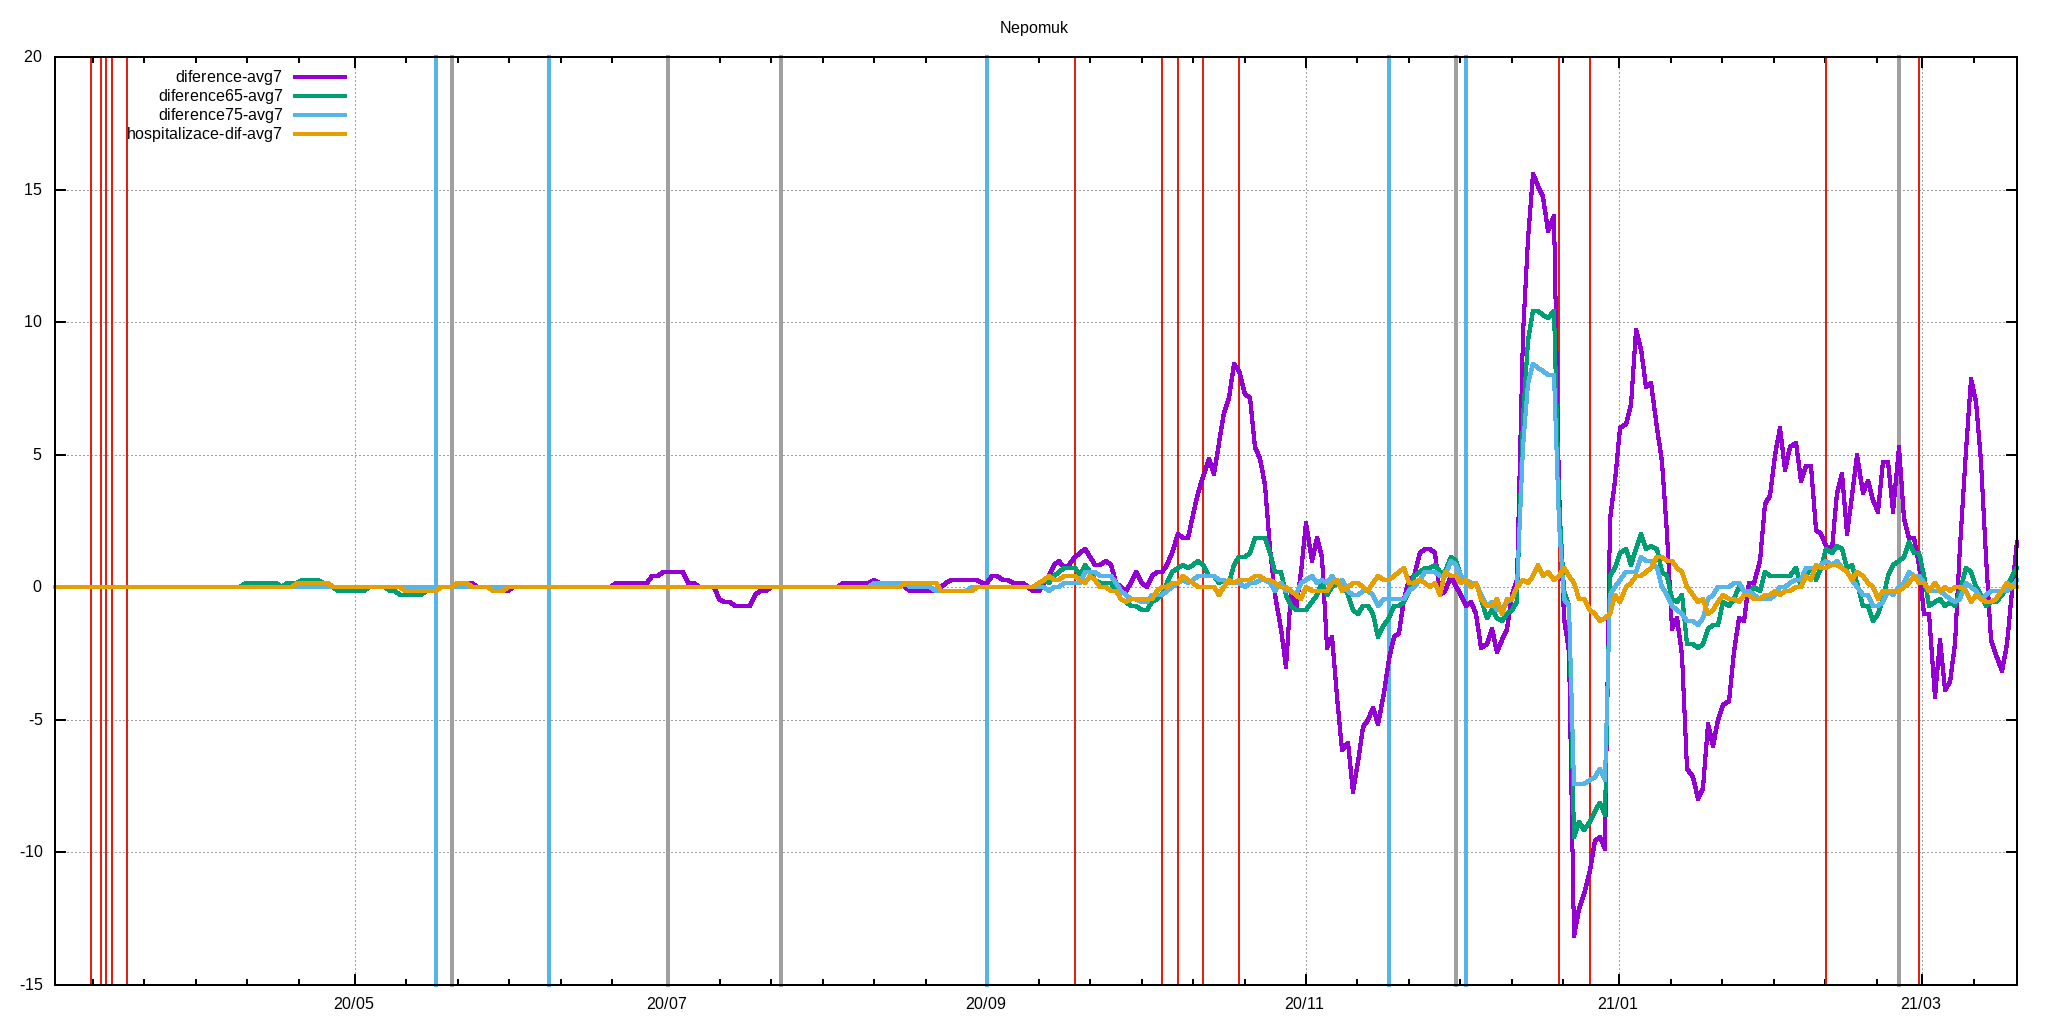 Nepomuk
20
diference-avg7
diference65-avg7
diference75-avg7
hospitalizace-dif-avg7
15
10
5
0
-5
-10
-15
20/05
20/07
20/09
20/11
21/01
21/03